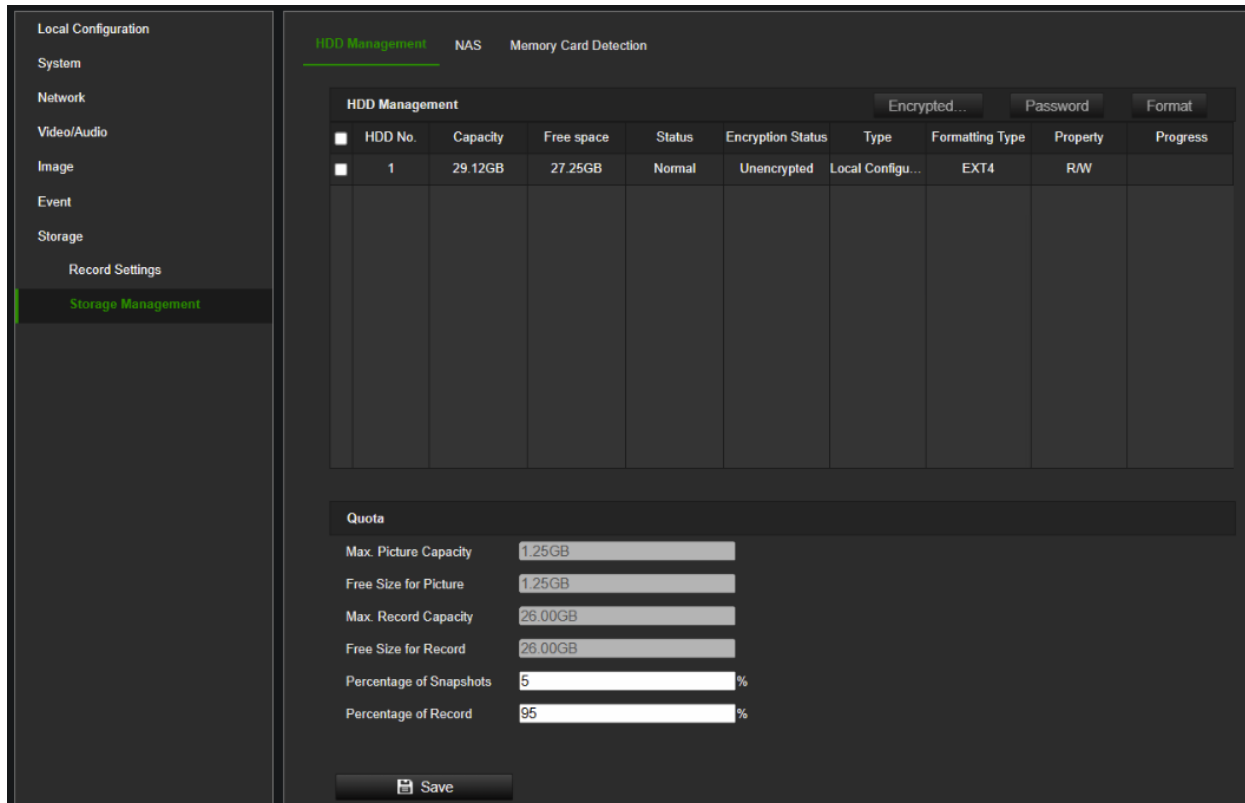 Local Configuration
System
Network
Video/Audio
Image
Event
Storage
Record Settings
Storage Management
HDD Management NAS Memory Card Detection
HDD Management Encrypted... Password Format
HDD No. Capacity Free space Status Encryption Status Type Formatting Type Property Progress
1 29.12GB 27.25GB Normal Unencrypted Local Configu... EXT4 R/W
Quota
Max. Picture Capacity 1.25GB
Free Size for Picture 1.25GB
Max. Record Capacity 26.00GB
Free Size for Record 26.00GB
Percentage of Snapshots 5 %
Percentage of Record 95 %
Save